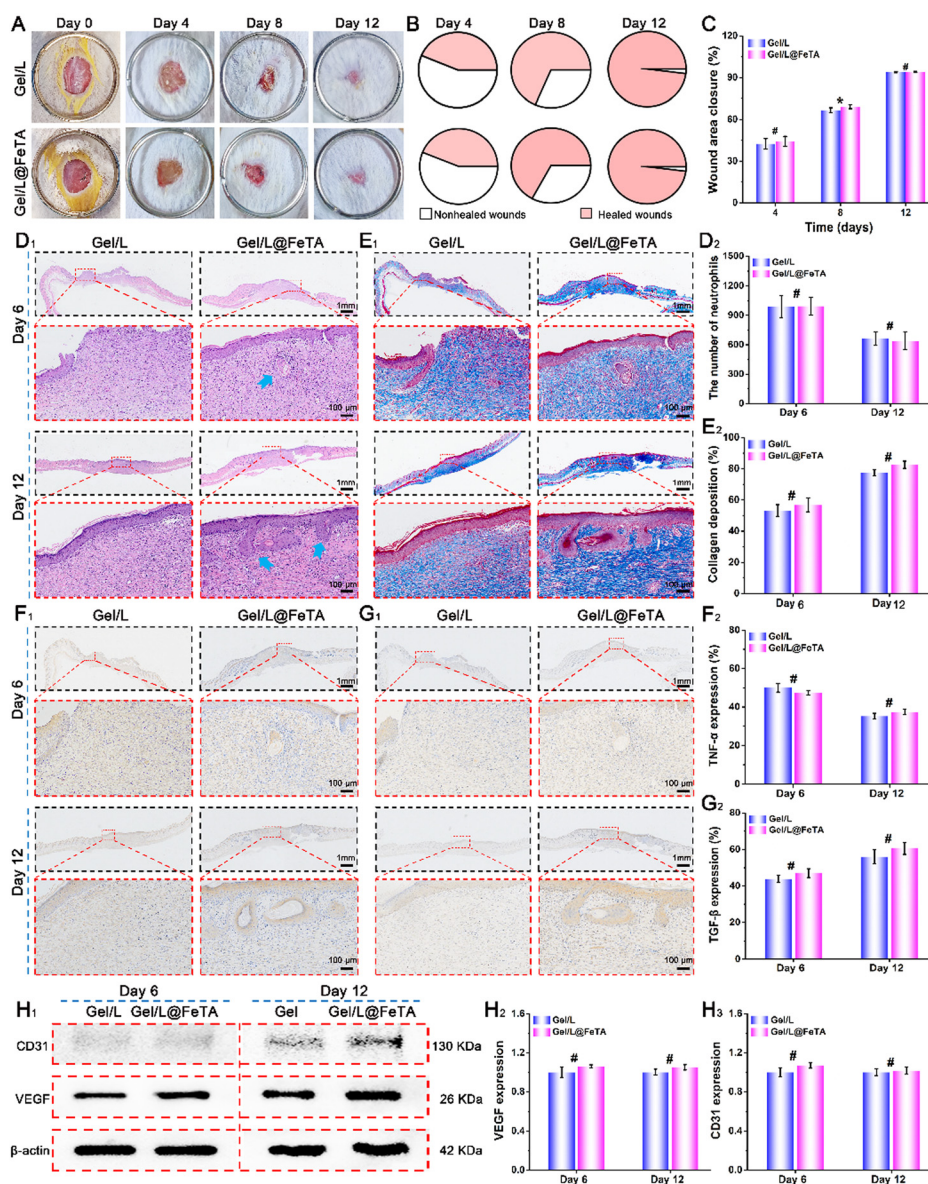 A
Day 0
Day 4
Day 8
Day 12
Gel/L
Gel/L@FeTA
B
Day 4
Day 8
Day 12
Nonhealed wounds
Healed wounds
C
Gel/L
Gel/L@FeTA
Wound area closure (%)
120
90
60
30
0
#
*
#
4
8
12
Time (days)
D1
Gel/L
Gel/L@FeTA
Day 6
1mm
100 μm
Day 12
1mm
100 μm
E1
Gel/L
Gel/L@FeTA
1mm
100 μm
1mm
100 μm
D2
Gel/L
Gel/L@FeTA
The number of neutrophils
1500
1200
900
600
300
0
#
#
Day 6
Day 12
E2
Gel/L
Gel/L@FeTA
Collagen deposition (%)
100
80
60
40
20
0
#
#
Day 6
Day 12
F1
Gel/L
Gel/L@FeTA
Day 6
1mm
100 μm
Day 12
1mm
100 μm
G1
Gel/L
Gel/L@FeTA
1mm
100 μm
1mm
100 μm
F2
Gel/L
Gel/L@FeTA
TNF-α expression (%)
80
60
40
20
0
#
#
Day 6
Day 12
G2
Gel/L
Gel/L@FeTA
TGF-β expression (%)
80
60
40
20
0
#
#
Day 6
Day 12
H1
Day 6
Day 12
Gel/L
Gel/L@FeTA
Gel
Gel/L@FeTA
CD31
130 KDa
VEGF
26 KDa
β-actin
42 KDa
H2
Gel/L
Gel/L@FeTA
VEGF expression
1.6
1.2
0.8
0.4
0.0
#
#
Day 6
Day 12
H3
Gel/L
Gel/L@FeTA
CD31 expression
1.6
1.2
0.8
0.4
0.0
#
#
Day 6
Day 12